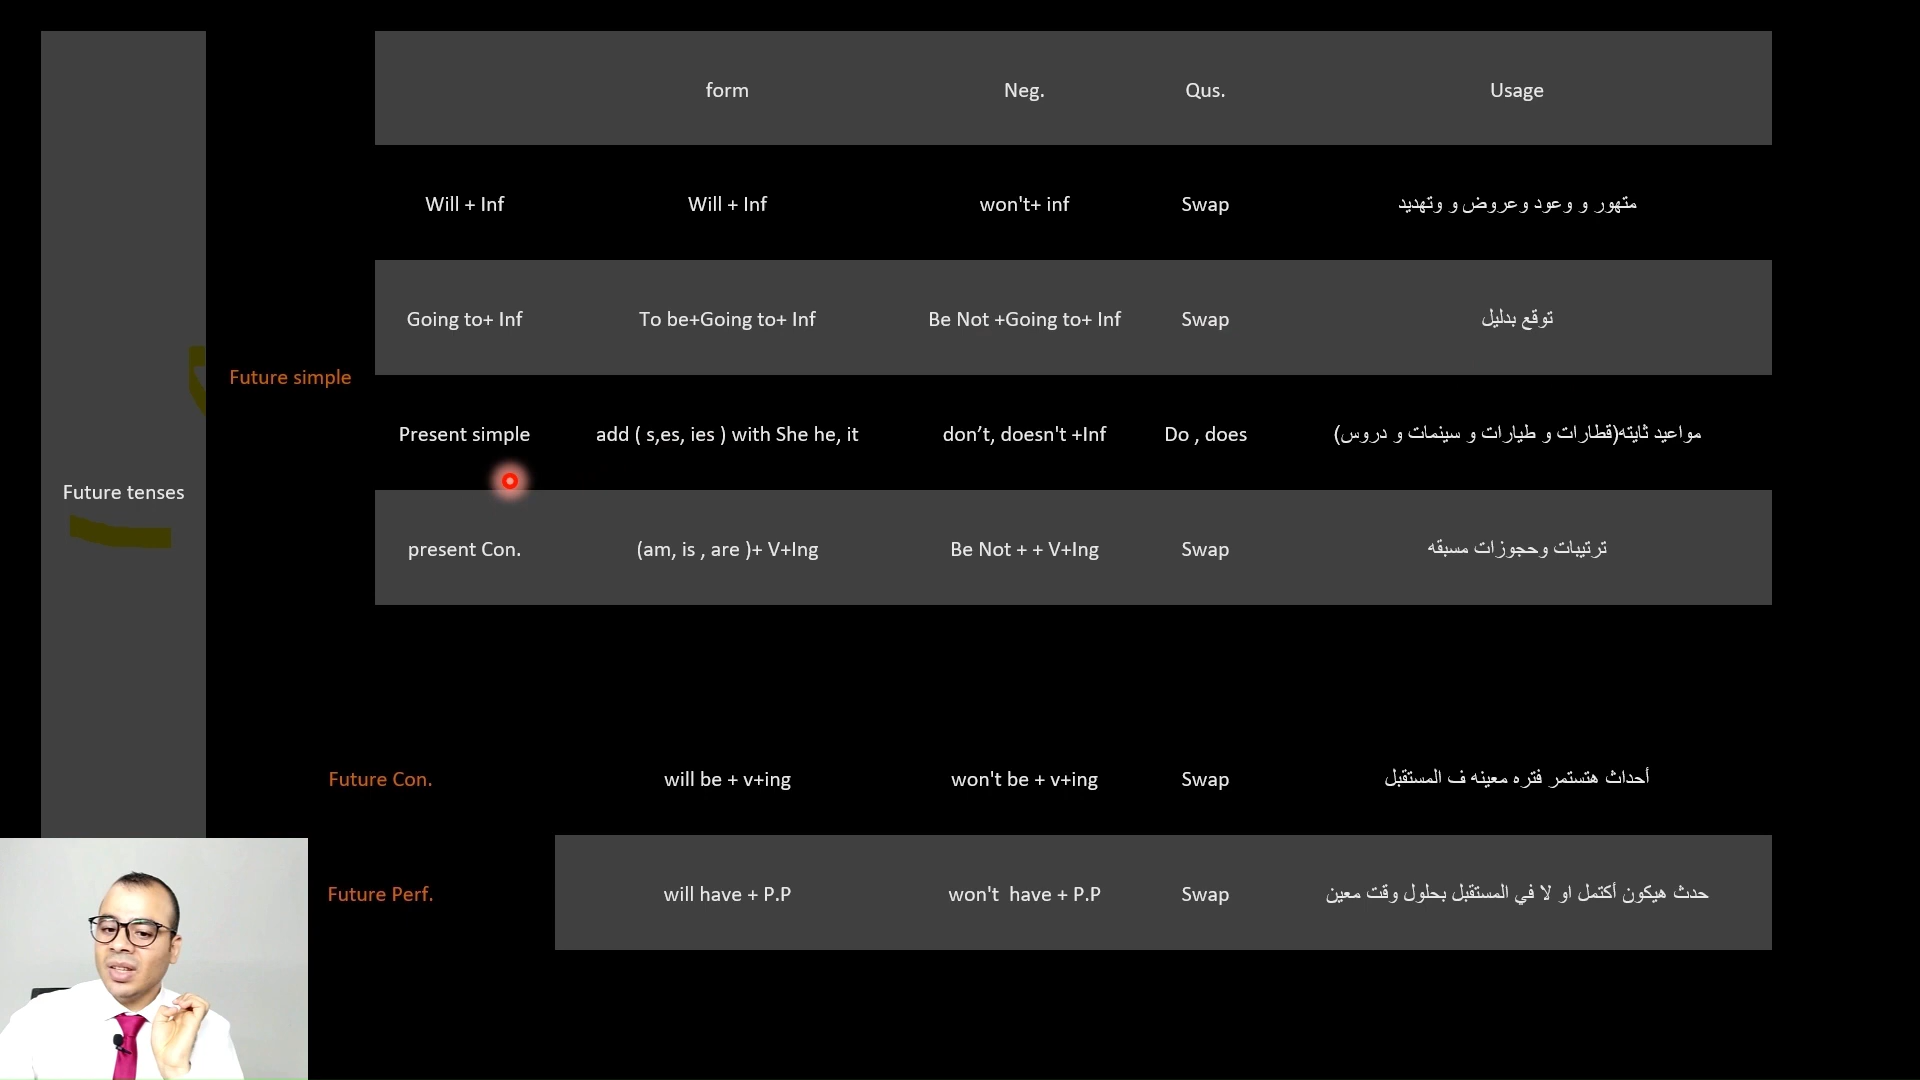 form Neg. Qus. Usage
Will + Inf Will + Inf won't+ inf Swap متهور و وعود وعروض و وتهديد
Going to+ Inf To be+Going to+ Inf Be Not +Going to+ Inf Swap توقع بدليل
Future simple
Present simple add ( s,es, ies ) with She he, it don’t, doesn't +Inf Do , does مواعيد ثايته(قطارات و طيارات و سينمات و دروس)
Future tenses
present Con. (am, is , are )+ V+Ing Be Not + + V+Ing Swap ترتيبات وحجوزات مسبقه
Future Con. will be + v+ing won't be + v+ing Swap أحداث هتستمر فتره معينه ف المستقبل
Future Perf. will have + P.P won't  have + P.P Swap حدث هيكون أكتمل او لا في المستقبل بحلول وقت معين